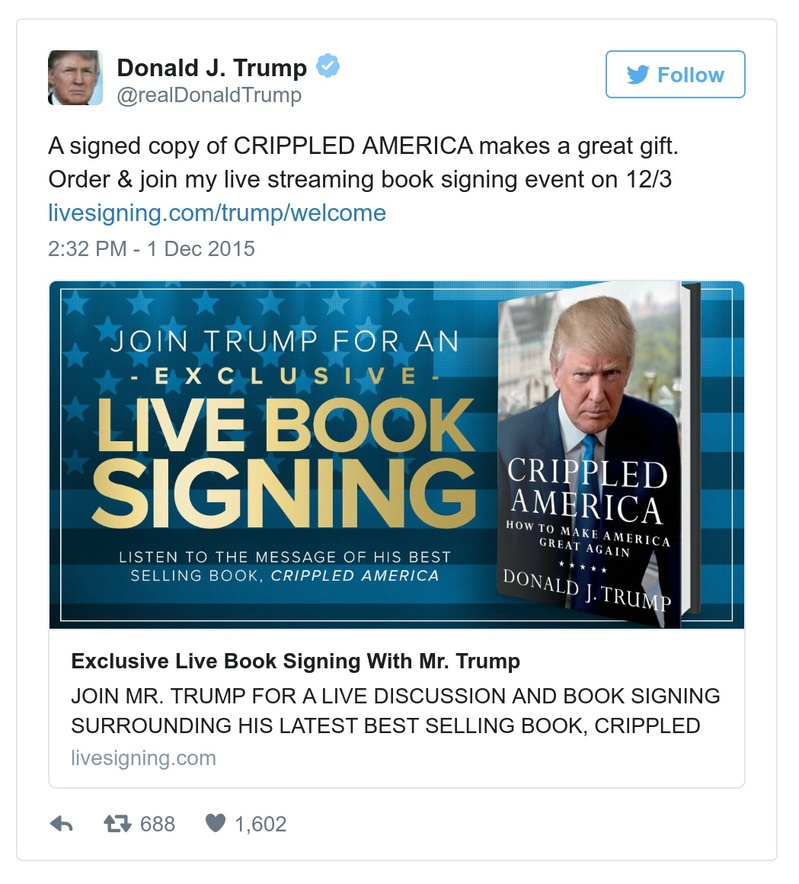 Donald J. Trump
@realDonaldTrump
Follow
A signed copy of CRIPPLED AMERICA makes a great gift.
Order & join my live streaming book signing event on 12/3
livesigning.com/trump/welcome
2:32 PM - 1 Dec 2015
JOIN TRUMP FOR AN
- EXCLUSIVE -
LIVE BOOK
SIGNING
LISTEN TO THE MESSAGE OF HIS BEST
SELLING BOOK, CRIPPLED AMERICA
CRIPPLED
AMERICA
HOW TO MAKE AMERICA
GREAT AGAIN
DONALD J. TRUMP
Exclusive Live Book Signing With Mr. Trump
JOIN MR. TRUMP FOR A LIVE DISCUSSION AND BOOK SIGNING
SURROUNDING HIS LATEST BEST SELLING BOOK, CRIPPLED
livesigning.com
688 1,602